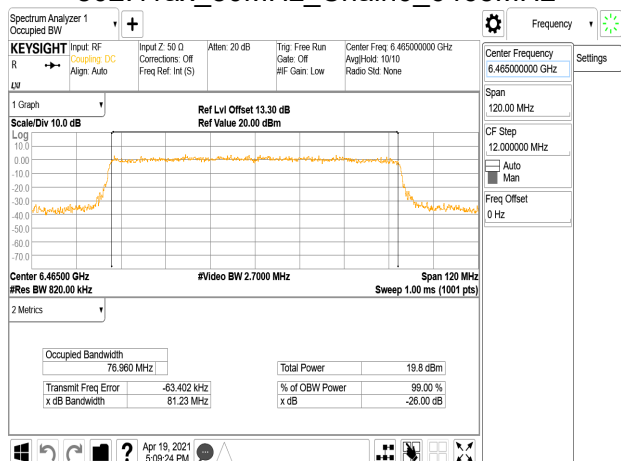 Spectrum Analyzer 1
Occupied BW
Frequency
KEYSIGHT
Input: RF
Coupling: DC
Align: Auto
Input Z: 50 Ω
Corrections: Off
Freq Ref: Int (S)
Atten: 20 dB
Trig: Free Run
Gate: Off
#IF Gain: Low
Center Freq: 6.465000000 GHz
Avg|Hold: 10/10
Radio Std: None
R
LXI
Center Frequency
6.465000000 GHz
Settings
Span
120.00 MHz
CF Step
12.000000 MHz
Auto
Man
Freq Offset
0 Hz
1 Graph
Scale/Div 10.0 dB
Ref Lvl Offset 13.30 dB
Ref Value 20.00 dBm
Log
10.0
0.00
-10.0
-20.0
-30.0
-40.0
-50.0
-60.0
-70.0
Center 6.46500 GHz
#Video BW 2.7000 MHz
Span 120 MHz
#Res BW 820.00 kHz
Sweep 1.00 ms (1001 pts)
2 Metrics
Occupied Bandwidth
76.960 MHz
Total Power 19.8 dBm
Transmit Freq Error -63.402 kHz
% of OBW Power 99.00 %
x dB Bandwidth 81.23 MHz
x dB -26.00 dB
Apr 19, 2021
5:09:24 PM